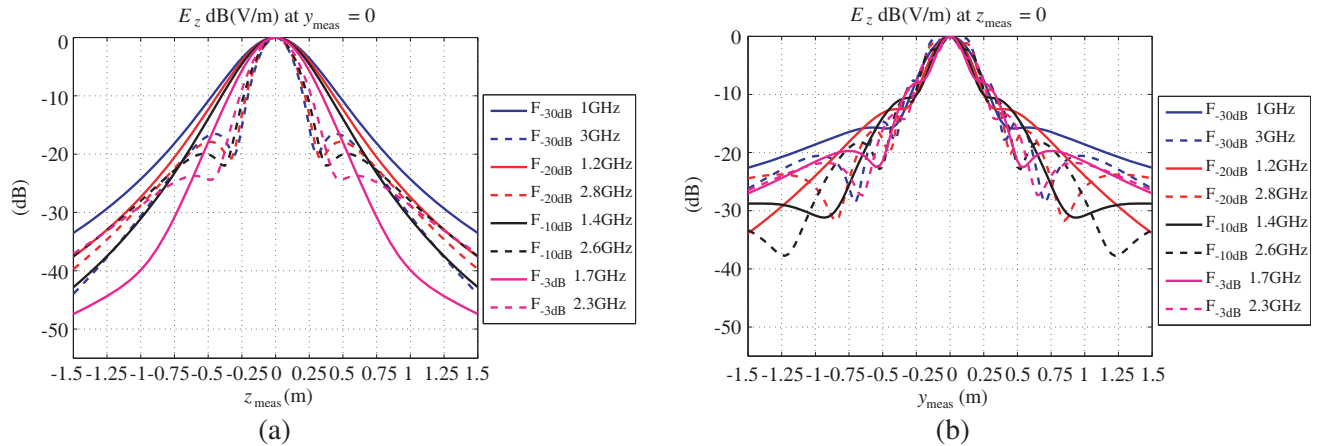 E_z dB(V/m) at y_meas = 0
0
-10
-20
-30
-40
-50
(dB)
-1.5 -1.25 -1 -0.75 -0.5 -0.25 0 0.25 0.5 0.75 1 1.25 1.5
z_meas (m)
F_-30dB 1GHz
F_-30dB 3GHz
F_-20dB 1.2GHz
F_-20dB 2.8GHz
F_-10dB 1.4GHz
F_-10dB 2.6GHz
F_-3dB 1.7GHz
F_-3dB 2.3GHz
(a)
E_z dB(V/m) at z_meas = 0
0
-10
-20
-30
-40
-50
(dB)
-1.5 -1.25 -1 -0.75 -0.5 -0.25 0 0.25 0.5 0.75 1 1.25 1.5
y_meas (m)
F_-30dB 1GHz
F_-30dB 3GHz
F_-20dB 1.2GHz
F_-20dB 2.8GHz
F_-10dB 1.4GHz
F_-10dB 2.6GHz
F_-3dB 1.7GHz
F_-3dB 2.3GHz
(b)